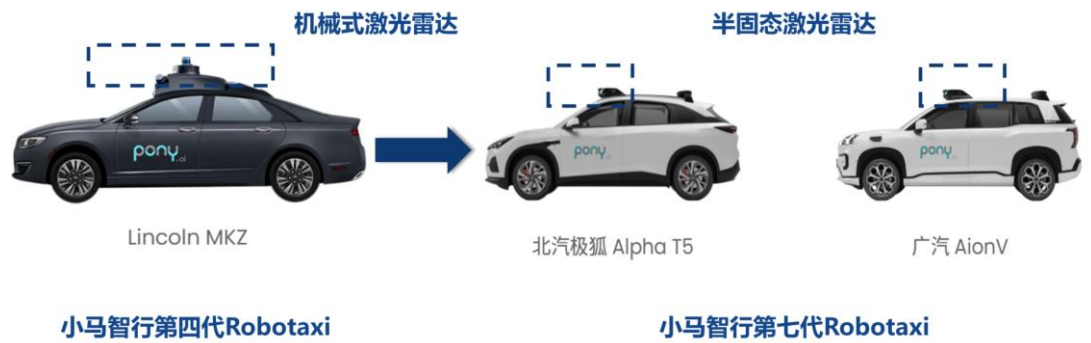 机械式激光雷达
半固态激光雷达
pony.ai
pony.ai
pony.ai
Lincoln MKZ
北汽极狐 Alpha T5
广汽 AionV
小马智行第四代Robotaxi
小马智行第七代Robotaxi